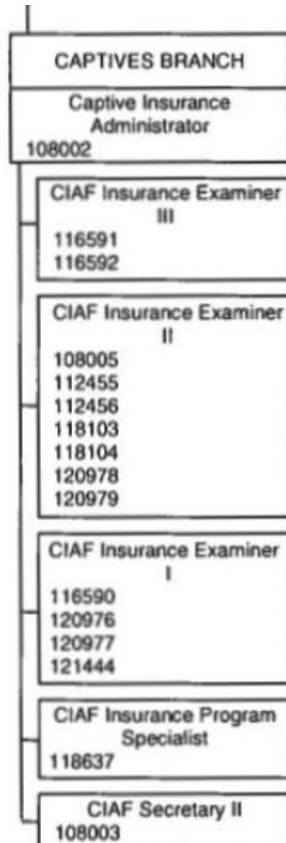 CAPTIVES BRANCH
Captive Insurance
Administrator
108002
CIAF Insurance Examiner
III
116591
116592
CIAF Insurance Examiner
II
108005
112455
112456
118103
118104
120978
120979
CIAF Insurance Examiner
I
116590
120976
120977
121444
CIAF Insurance Program
Specialist
118637
CIAF Secretary II
108003